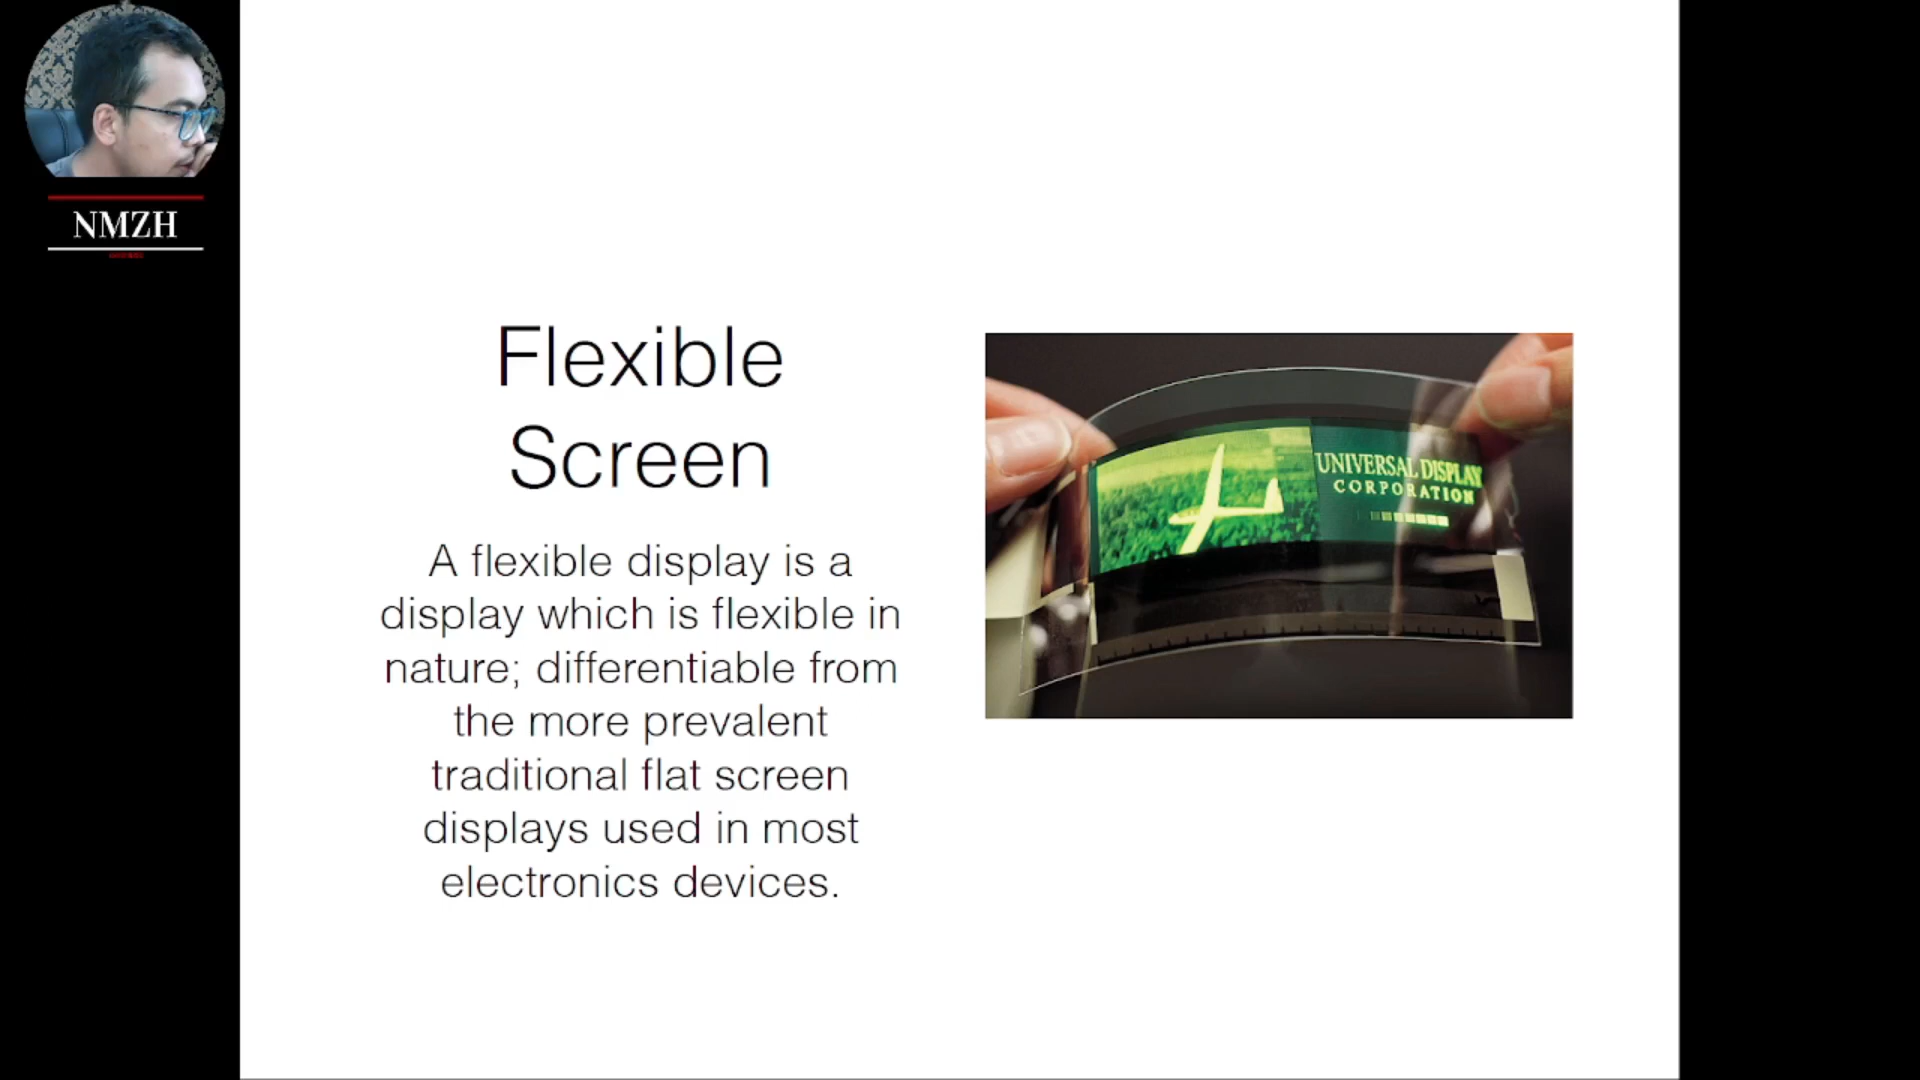 NMZH
Flexible
Screen
A flexible display is a
display which is flexible in
nature; differentiable from
the more prevalent
traditional flat screen
displays used in most
electronics devices.
UNIVERSAL DISPLAY
CORPORATION